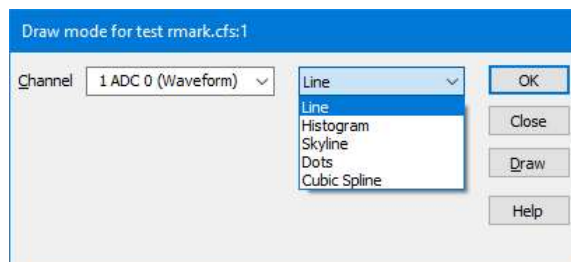 Draw mode for test rmark.cfs:1
Channel 1 ADC 0 (Waveform) Line OK
Line
Histogram
Skyline
Dots
Cubic Spline
Close
Draw
Help